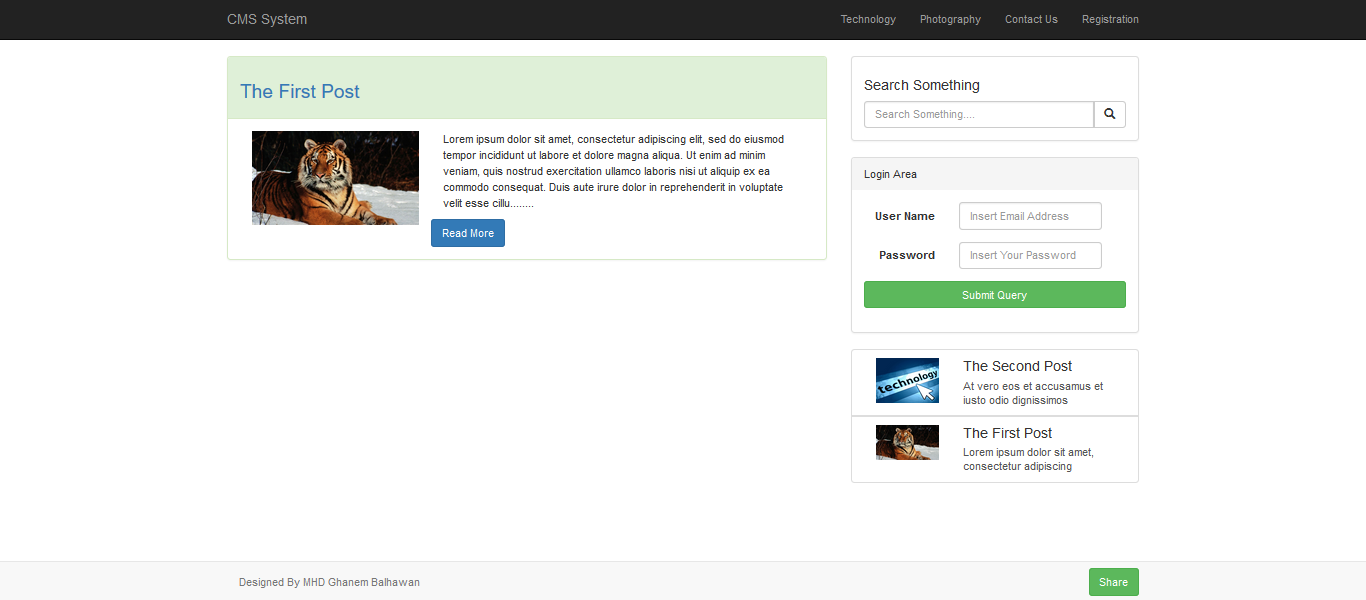 CMS System
Technology
Photography
Contact Us
Registration
The First Post
Lorem ipsum dolor sit amet, consectetur adipiscing elit, sed do eiusmod
tempor incididunt ut labore et dolore magna aliqua. Ut enim ad minim
veniam, quis nostrud exercitation ullamco laboris nisi ut aliquip ex ea
commodo consequat. Duis aute irure dolor in reprehenderit in voluptate
velit esse cillu........
Read More
Search Something
Search Something....
Login Area
User Name
Insert Email Address
Password
Insert Your Password
Submit Query
technology
The Second Post
At vero eos et accusamus et
iusto odio dignissimos
The First Post
Lorem ipsum dolor sit amet,
consectetur adipiscing
Designed By MHD Ghanem Balhawan
Share